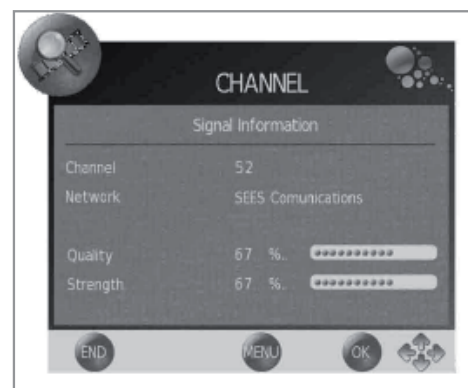 CHANNEL
Signal Information
Channel 52
Network SEES Comunications
Quality 67 %..
Strength 67 %..
END MENU OK